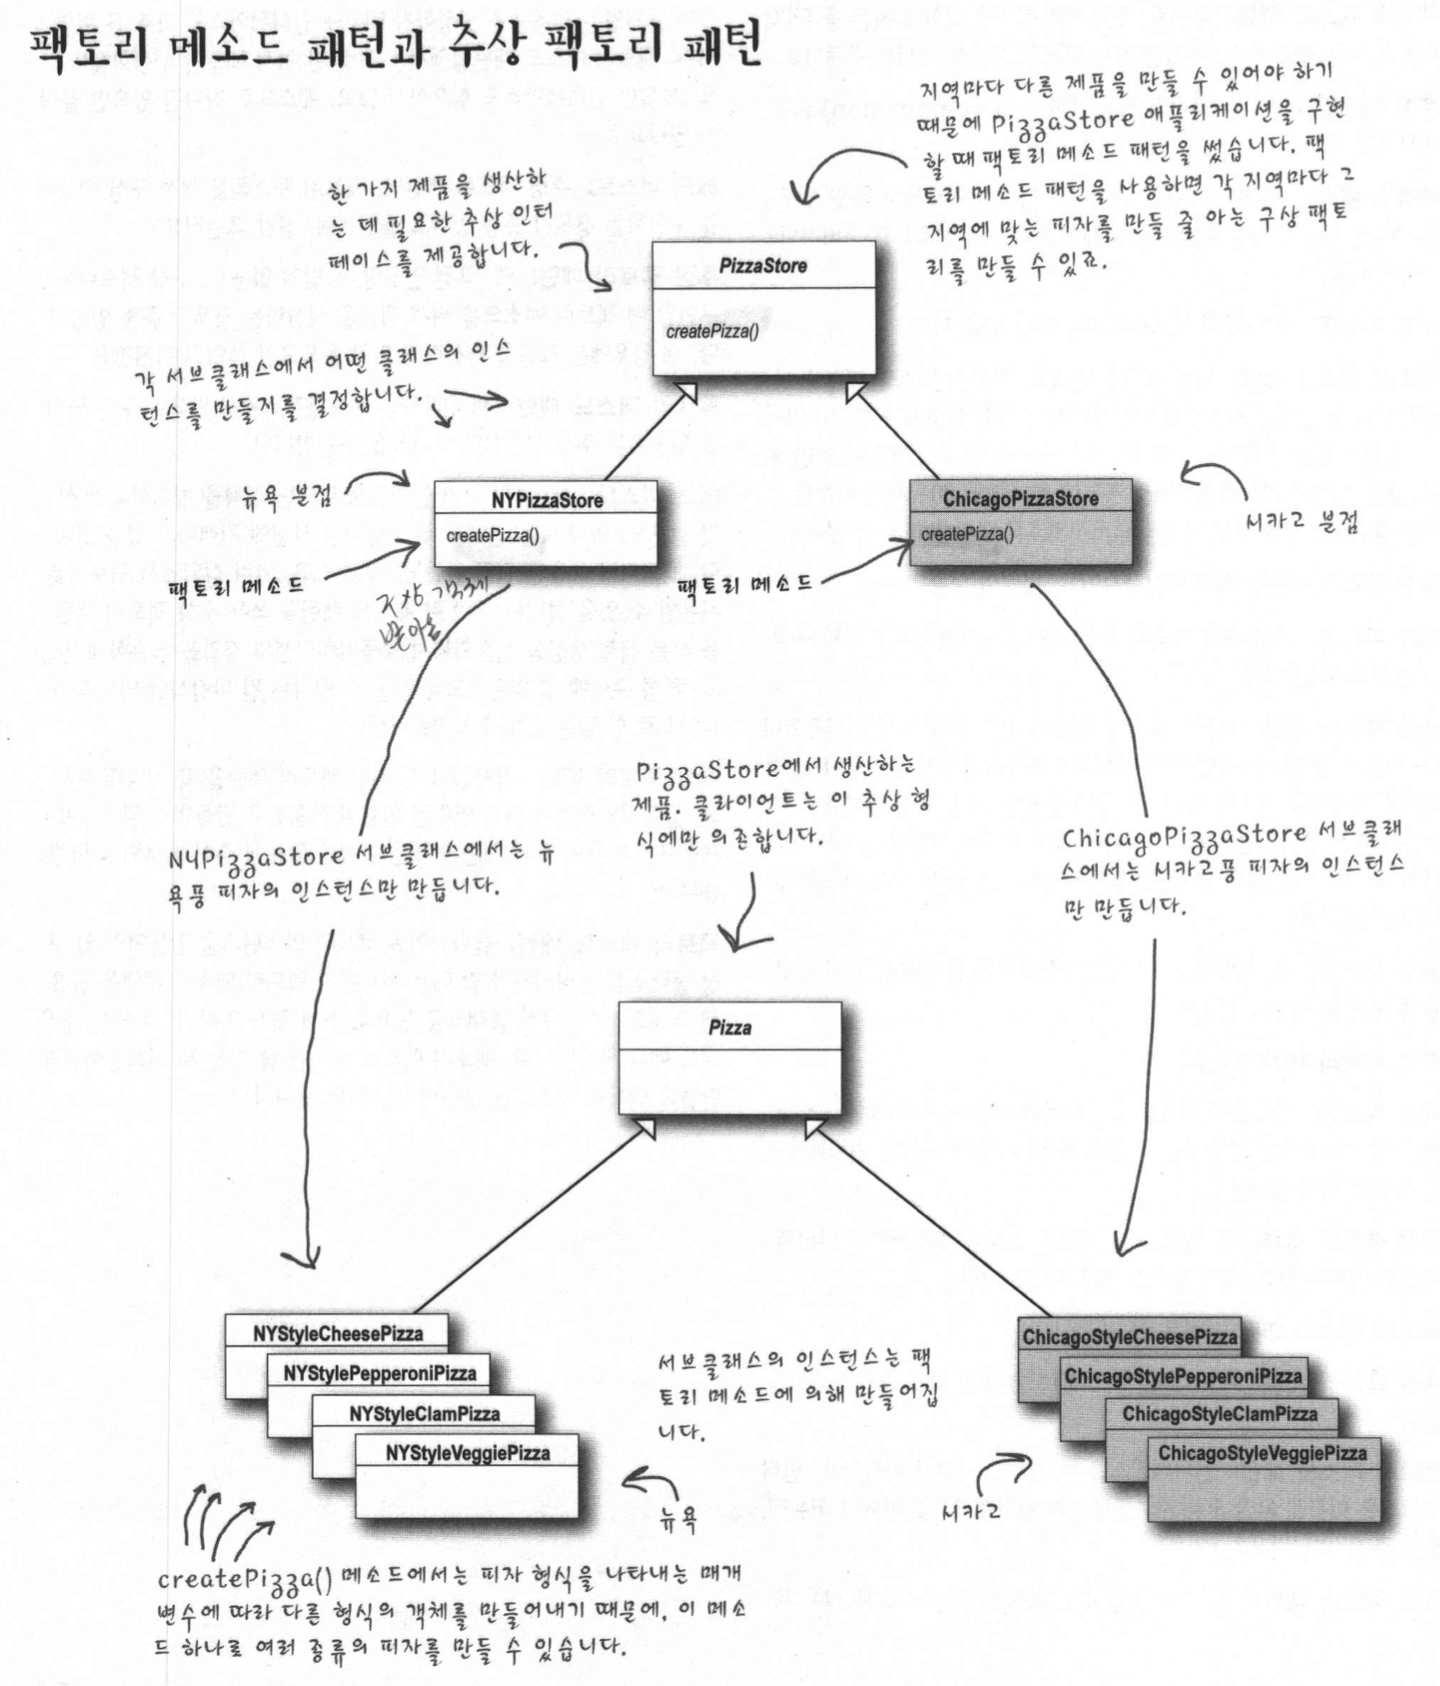 팩토리 메소드 패턴과 추상 팩토리 패턴
지역마다 다른 제품을 만들 수 있어야 하기
때문에 PizzaStore 애플리케이션을 구현
할 때 팩토리 메소드 패턴을 썼습니다. 팩
토리 메소드 패턴을 사용하면 각 지역마다 그
지역에 맞는 피자를 만들 줄 아는 구상 팩토
리를 만들 수 있죠.
한 가지 제품을 생산하
는 데 필요한 추상 인터
페이스를 제공합니다.
PizzaStore
createPizza()
각 서브클래스에서 어떤 클래스의 인스
턴스를 만들지를 결정합니다.
뉴욕 분점
NYPizzaStore
createPizza()
팩토리 메소드
ChicagoPizzaStore
createPizza()
팩토리 메소드
시카고 분점
PizzaStore에서 생산하는
제품. 클라이언트는 이 추상 형
식에만 의존합니다.
NYPizzaStore 서브클래스에서는 뉴
욕풍 피자의 인스턴스만 만듭니다.
ChicagoPizzaStore 서브클래
스에서는 시카고풍 피자의 인스턴스
만 만듭니다.
Pizza
NYStyleCheesePizza
NYStylePepperoniPizza
NYStyleClamPizza
NYStyleVeggiePizza
서브클래스의 인스턴스는 팩
토리 메소드에 의해 만들어집
니다.
ChicagoStyleCheesePizza
ChicagoStylePepperoniPizza
ChicagoStyleClamPizza
ChicagoStyleVeggiePizza
뉴욕
시카고
createPizza() 메소드에서는 피자 형식을 나타내는 매개
변수에 따라 다른 형식의 객체를 만들어내기 때문에, 이 메소
드 하나로 여러 종류의 피자를 만들 수 있습니다.